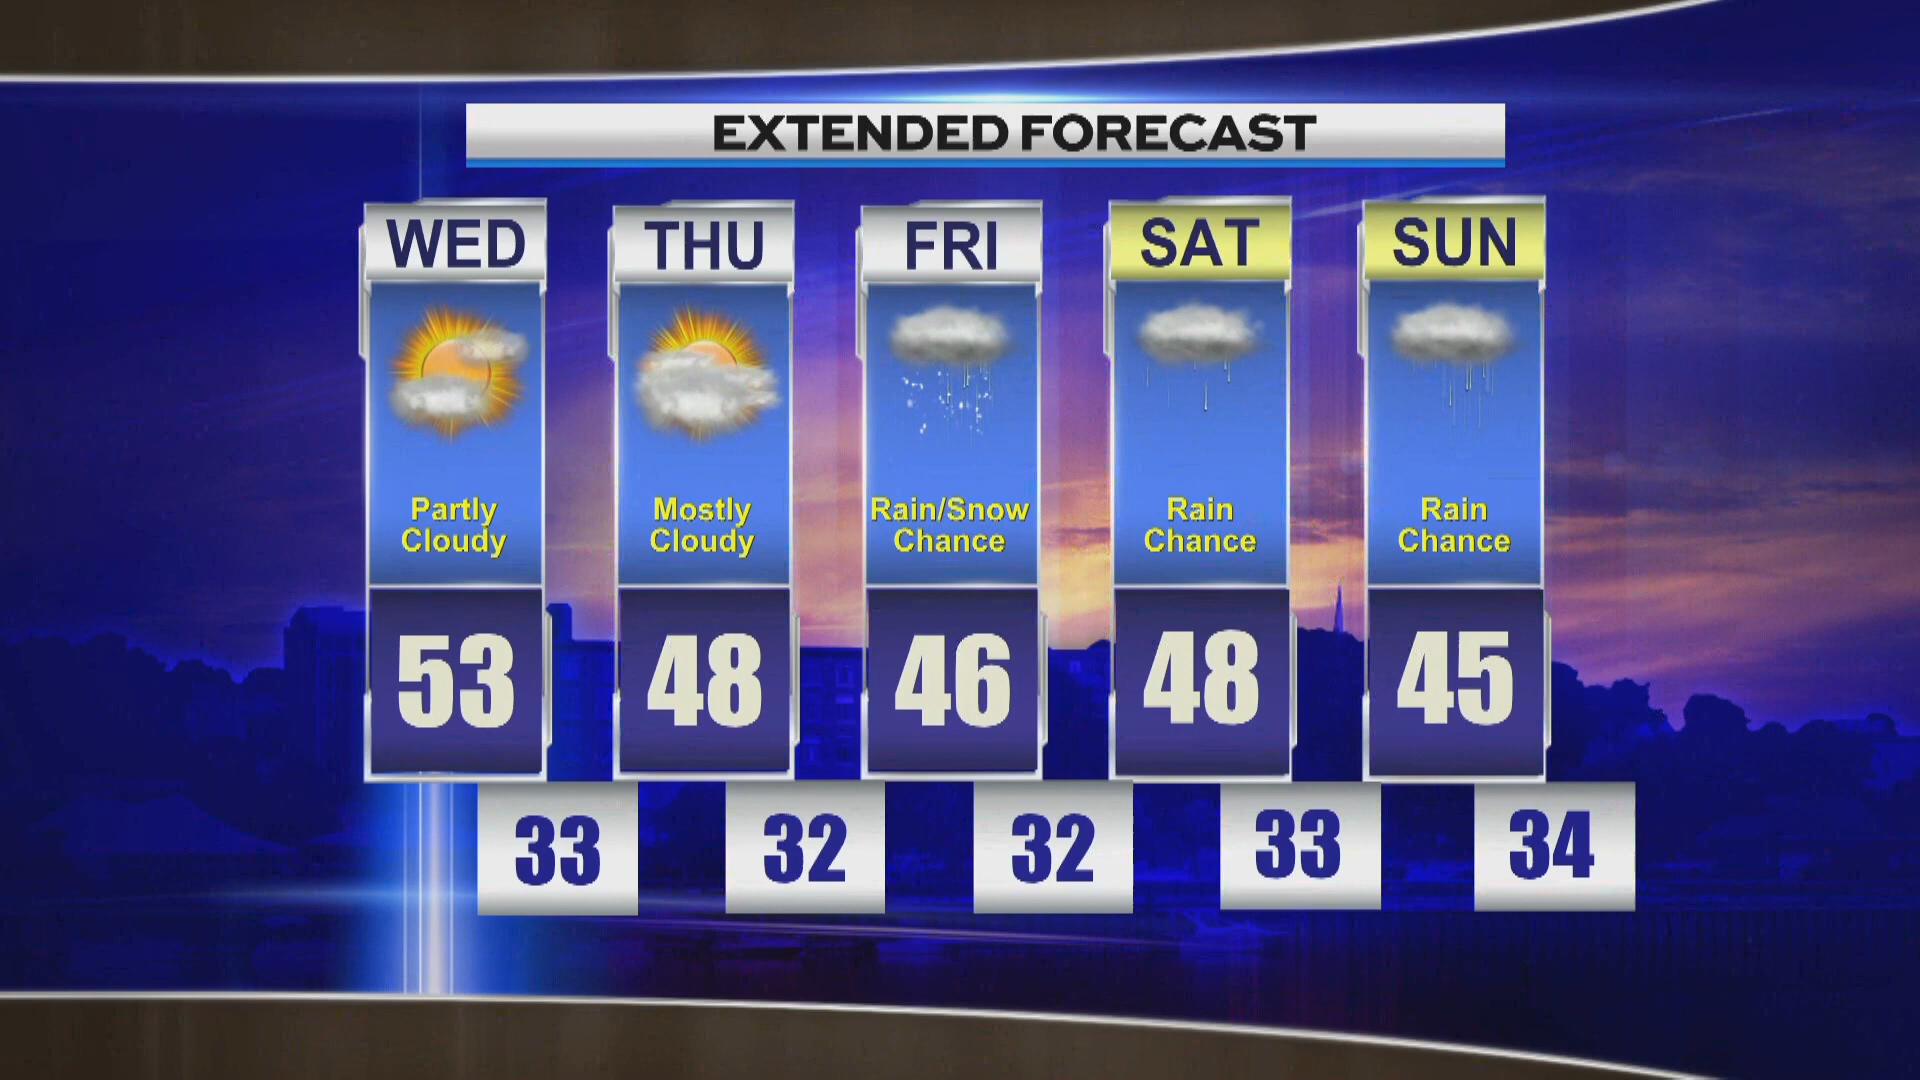 EXTENDED FORECAST
WED THU FRI SAT SUN
Partly Cloudy
Mostly Cloudy
Rain/Snow Chance
Rain Chance
Rain Chance
53 48 46 48 45
33 32 32 33 34